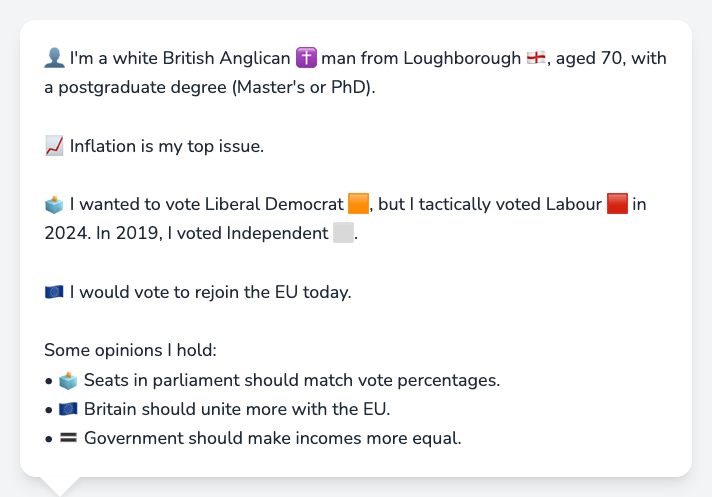 👤 I'm a white British Anglican ✝️ man from Loughborough 🏴󠁧󠁢󠁥󠁮󠁧󠁿, aged 70, with
a postgraduate degree (Master's or PhD).
📈 Inflation is my top issue.
🗳️ I wanted to vote Liberal Democrat 🟧, but I tactically voted Labour 🟥 in
2024. In 2019, I voted Independent ⬜.
🇪🇺 I would vote to rejoin the EU today.
Some opinions I hold:
• 🗳️ Seats in parliament should match vote percentages.
• 🇪🇺 Britain should unite more with the EU.
• 🟰 Government should make incomes more equal.